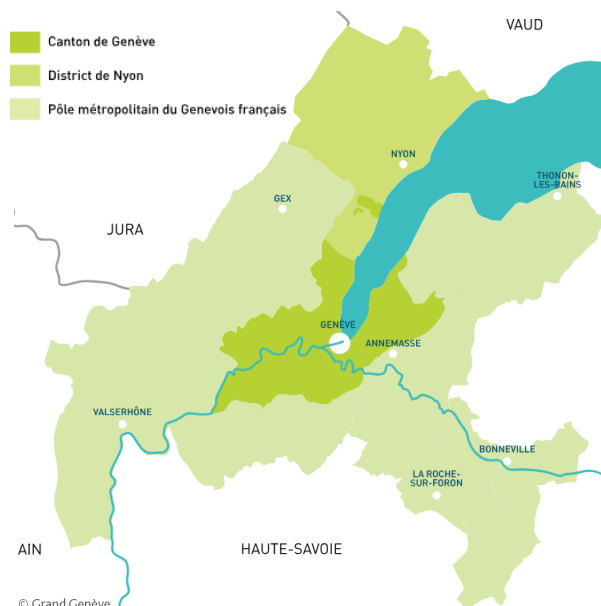 VAUD
Canton de Genève
District de Nyon
Pôle métropolitain du Genevois français
NYON
THONON-
LES-BAINS
GEX
JURA
GENÈVE
ANNEMASSE
VALSERHÔNE
BONNEVILLE
LA ROCHE-
SUR-FORON
AIN
HAUTE-SAVOIE
© Grand Genève